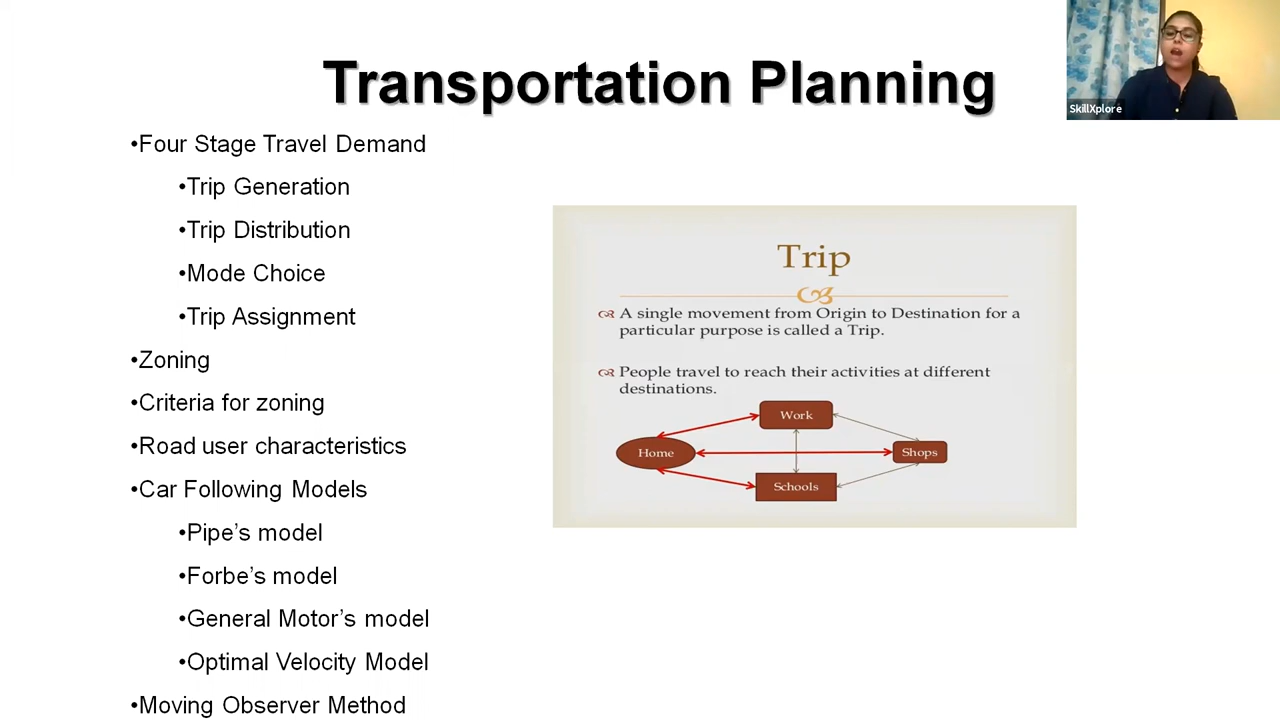 Transportation Planning
SkillXplore
•Four Stage Travel Demand
•Trip Generation
•Trip Distribution
•Mode Choice
•Trip Assignment
•Zoning
•Criteria for zoning
•Road user characteristics
•Car Following Models
•Pipe’s model
•Forbe’s model
•General Motor’s model
•Optimal Velocity Model
•Moving Observer Method
Trip
A single movement from Origin to Destination for a
particular purpose is called a Trip.
People travel to reach their activities at different
destinations.
Work
Home
Shops
Schools